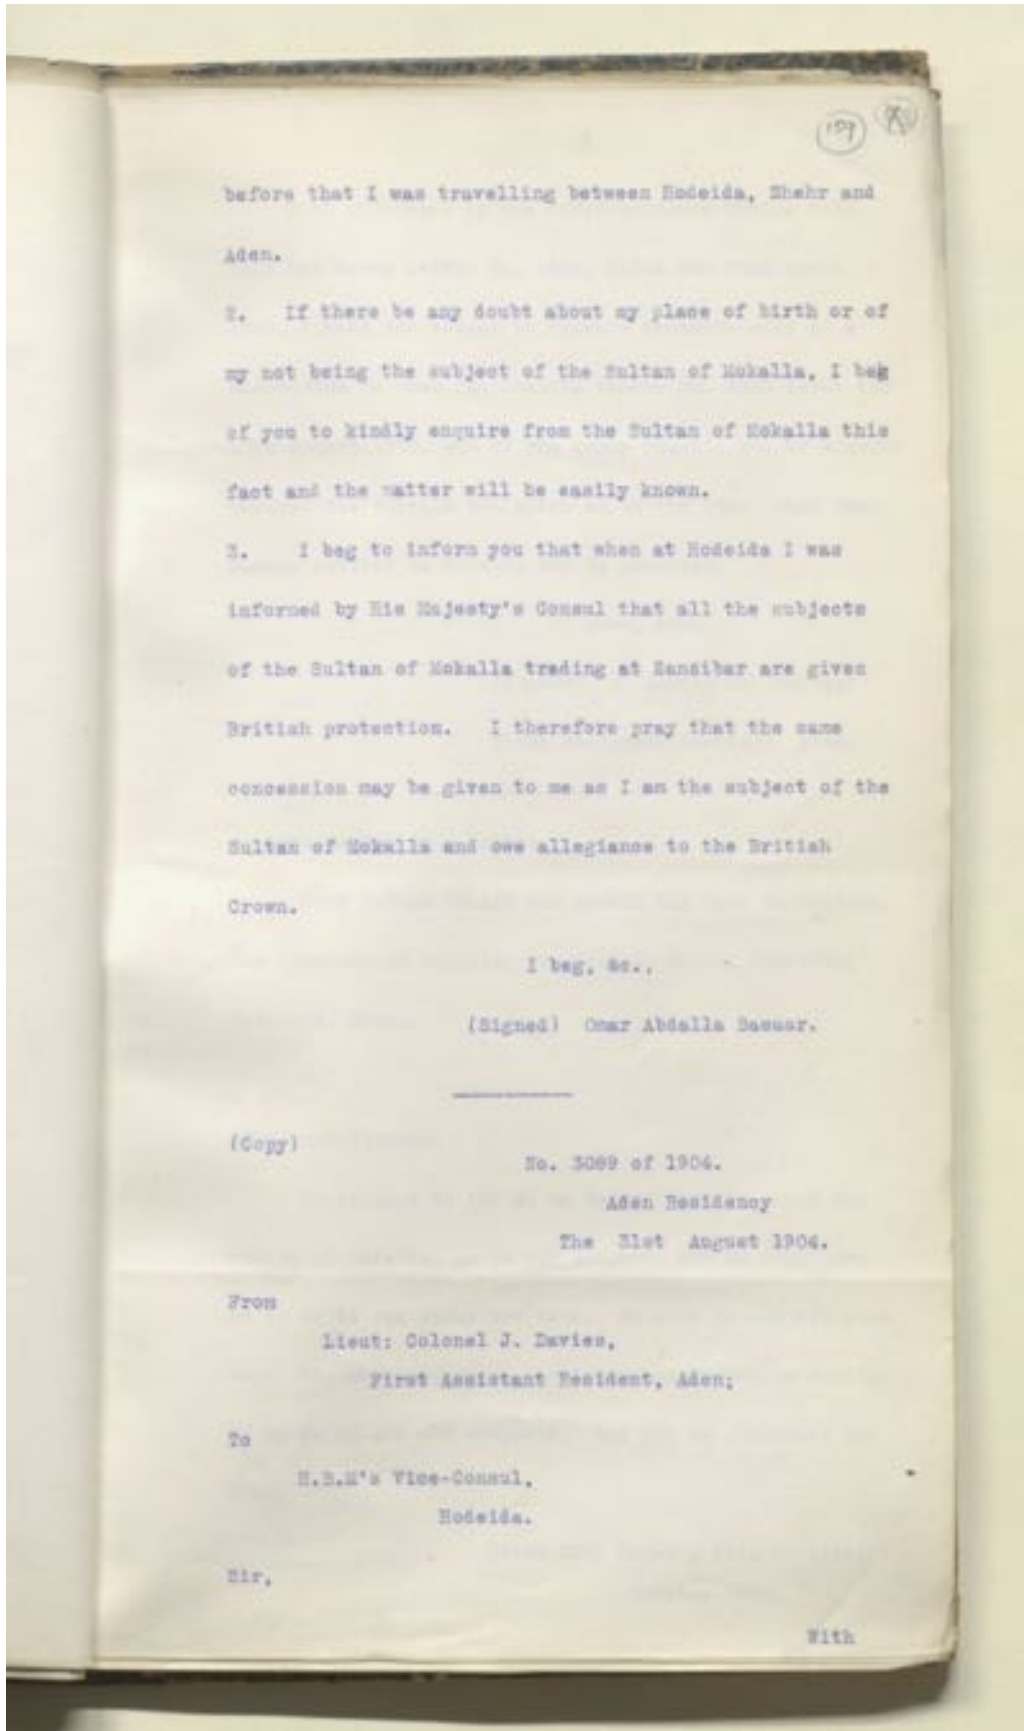 159
before that I was travelling between Hodeida, Shehr and
Aden.
2. If there be any doubt about my place of birth or of
my not being the subject of the Sultan of Mokalla, I beg
of you to kindly enquire from the Sultan of Mokalla this
fact and the matter will be easily known.
3. I beg to inform you that when at Hodeida I was
informed by His Majesty's Consul that all the subjects
of the Sultan of Mokalla trading at Zanzibar are given
British protection. I therefore pray that the same
concession may be given to me as I am the subject of the
Sultan of Mokalla and owe allegiance to the British
Crown.
I beg, &c.,
(Signed) Omar Abdalla
(Copy)
No. 3089 of 1904.
Aden Residency
The 31st August 1904.
From
Lieut: Colonel J. Davies,
First Assistant Resident, Aden;
To
H.B.M's Vice-Consul,
Hodeida.
Sir,
With